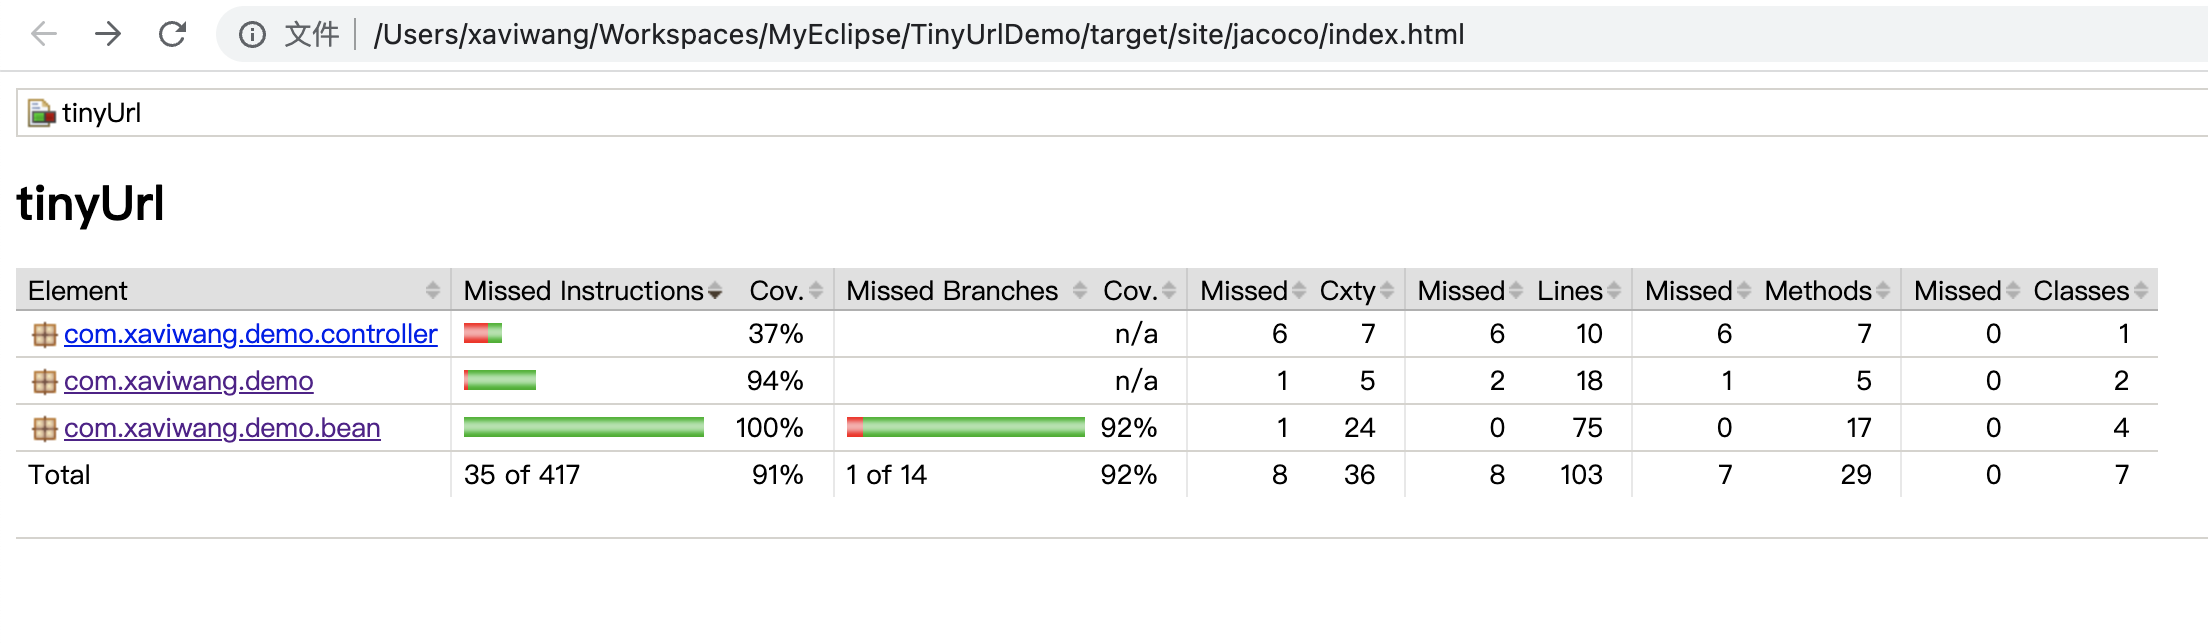 文件 /Users/xaviwang/Workspaces/MyEclipse/TinyUrlDemo/target/site/jacoco/index.html
tinyUrl
tinyUrl
Element Missed Instructions Cov. Missed Branches Cov. Missed Cxty Missed Lines Missed Methods Missed Classes
com.xaviwang.demo.controller 37% n/a 6 7 6 10 6 7 0 1
com.xaviwang.demo 94% n/a 1 5 2 18 1 5 0 2
com.xaviwang.demo.bean 100% 92% 1 24 0 75 0 17 0 4
Total 35 of 417 91% 1 of 14 92% 8 36 8 103 7 29 0 7